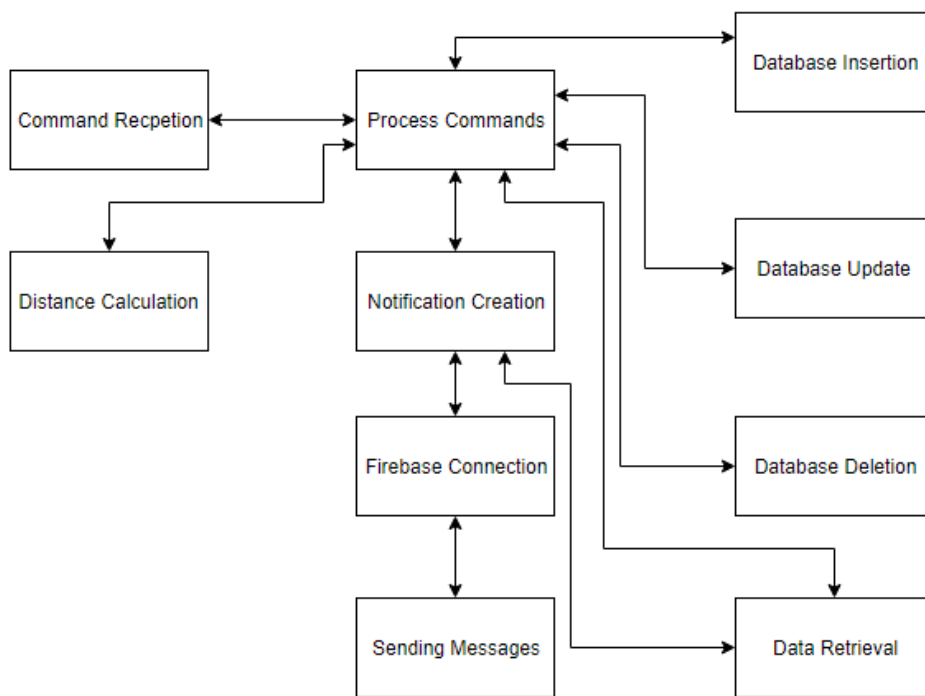 Database Insertion
Command Recpetion
Process Commands
Distance Calculation
Notification Creation
Database Update
Firebase Connection
Database Deletion
Sending Messages
Data Retrieval